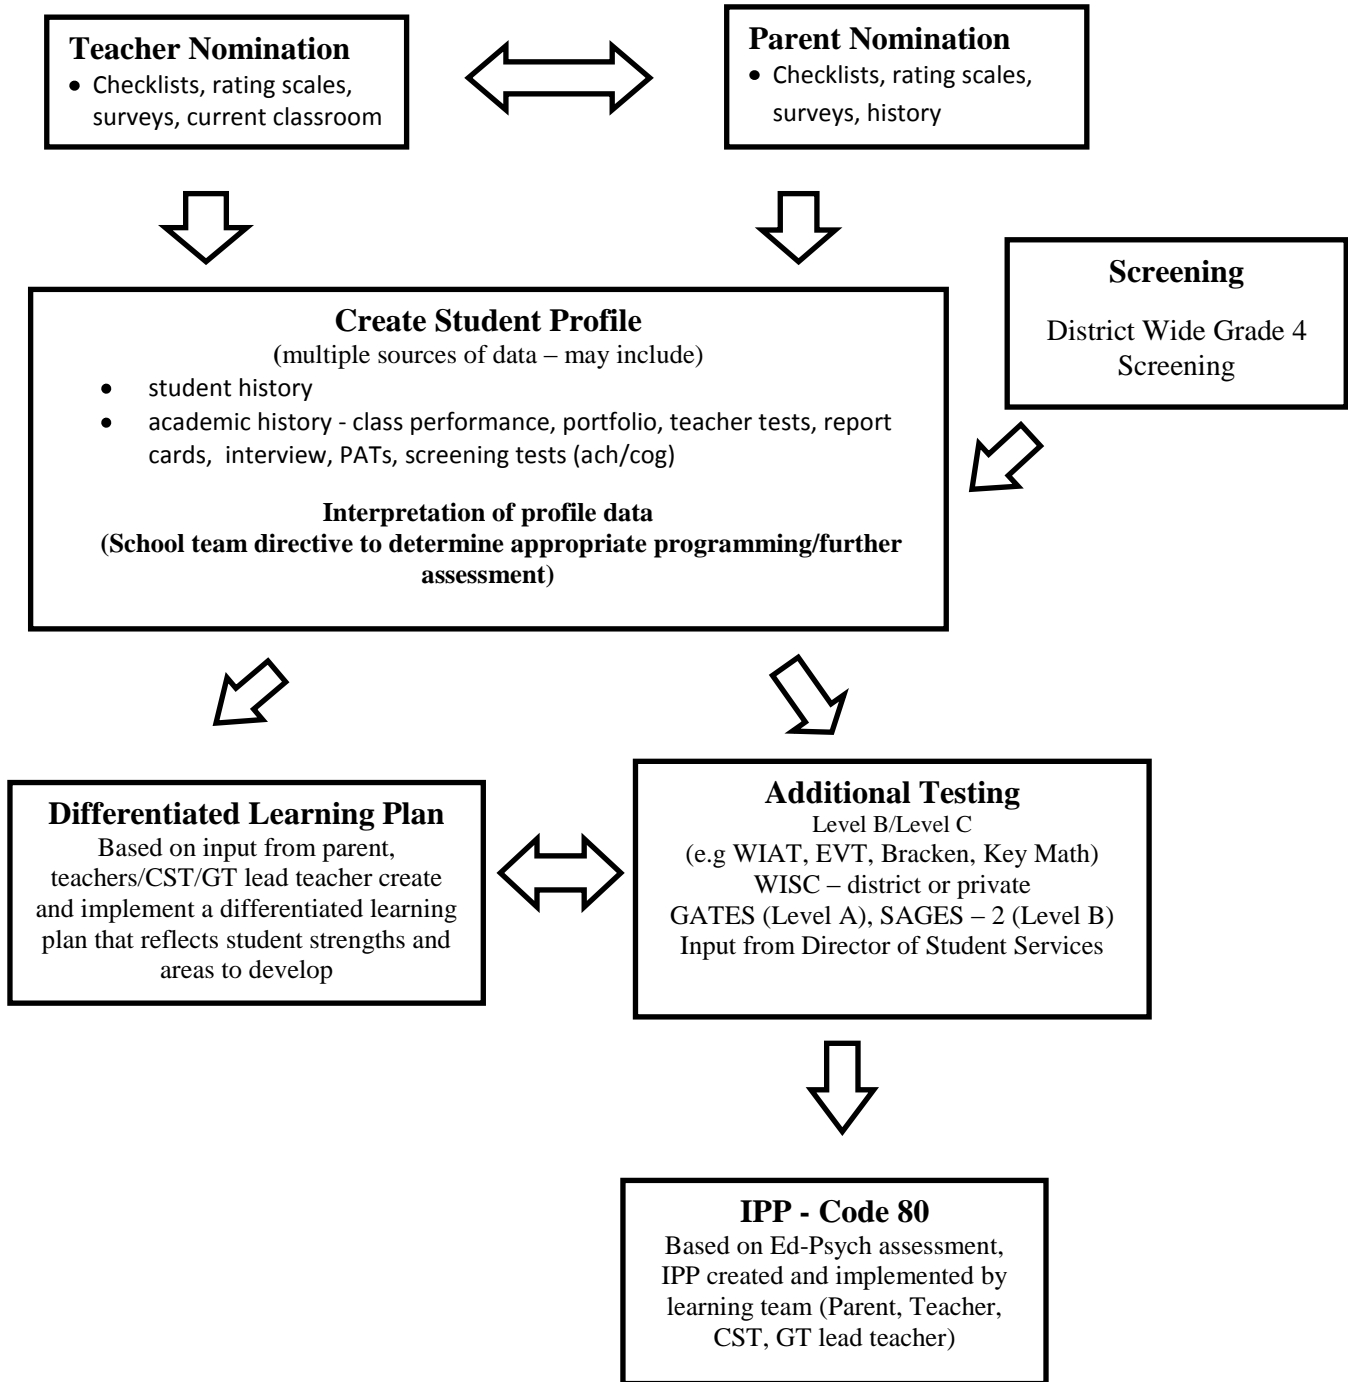 Teacher Nomination
• Checklists, rating scales,
surveys, current classroom
Parent Nomination
• Checklists, rating scales,
surveys, history
Screening
District Wide Grade 4
Screening
Create Student Profile
(multiple sources of data – may include)
• student history
• academic history - class performance, portfolio, teacher tests, report
cards, interview, PATs, screening tests (ach/cog)
Interpretation of profile data
(School team directive to determine appropriate programming/further
assessment)
Differentiated Learning Plan
Based on input from parent,
teachers/CST/GT lead teacher create
and implement a differentiated learning
plan that reflects student strengths and
areas to develop
Additional Testing
Level B/Level C
(e.g WIAT, EVT, Bracken, Key Math)
WISC – district or private
GATES (Level A), SAGES – 2 (Level B)
Input from Director of Student Services
IPP - Code 80
Based on Ed-Psych assessment,
IPP created and implemented by
learning team (Parent, Teacher,
CST, GT lead teacher)